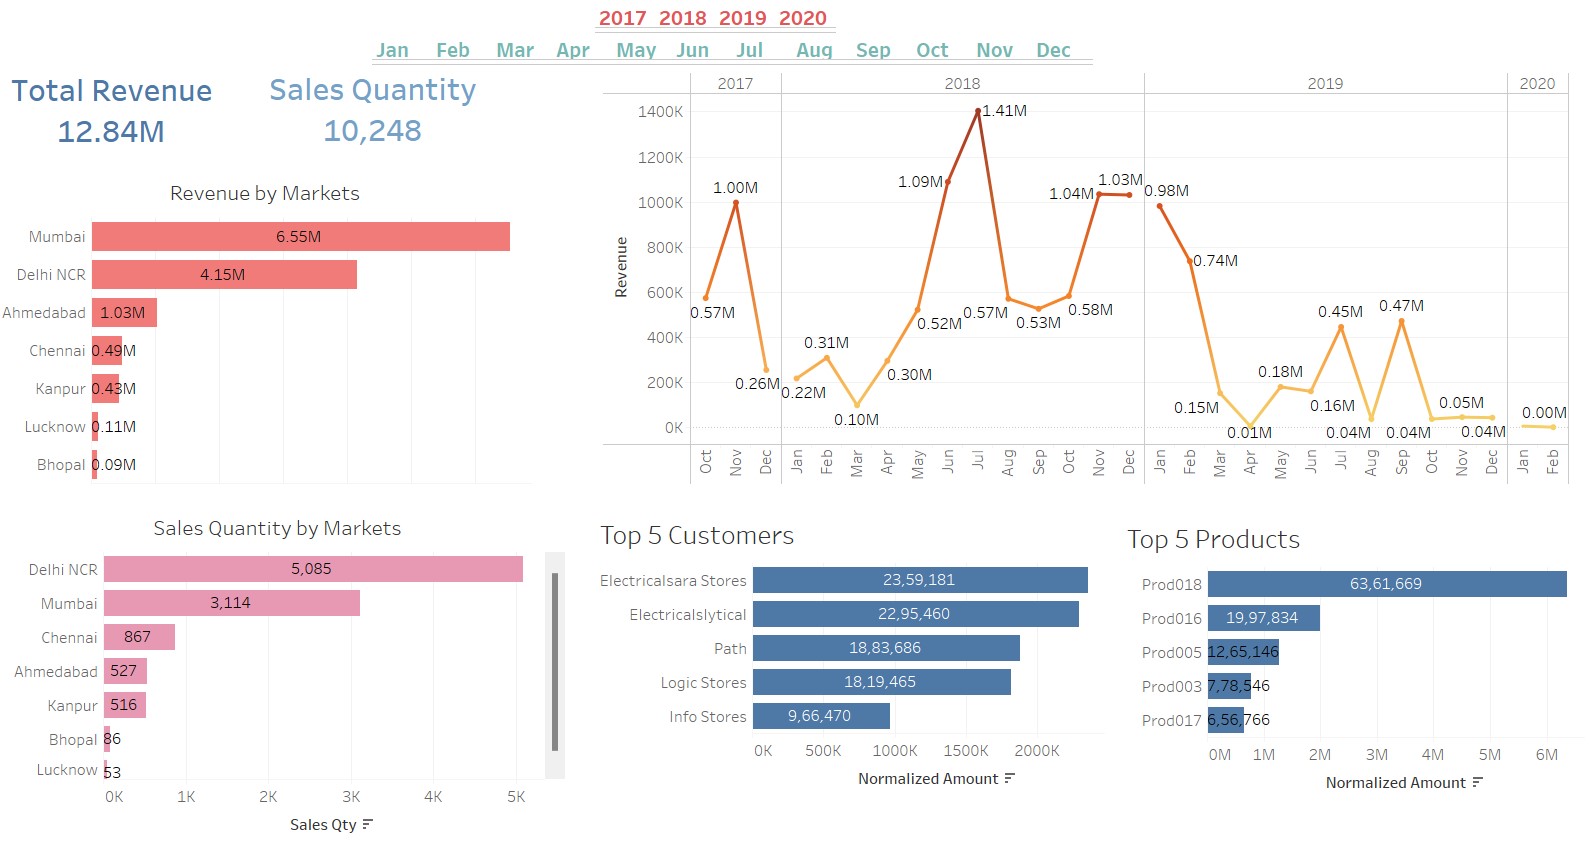 2017 2018 2019 2020
Jan Feb Mar Apr May Jun Jul Aug Sep Oct Nov Dec
Total Revenue
12.84M
Sales Quantity
10,248
Revenue by Markets
Mumbai 6.55M
Delhi NCR 4.15M
Ahmedabad 1.03M
Chennai 0.49M
Kanpur 0.43M
Lucknow 0.11M
Bhopal 0.09M
2017 2018 2019 2020
Revenue
1400K
1200K
1000K
800K
600K
400K
200K
0K
0.57M 1.00M 0.26M 0.22M 0.31M 0.10M 0.30M 0.52M 1.09M 1.41M 0.57M 0.53M 0.58M 1.04M 1.03M 0.98M 0.74M 0.15M 0.01M 0.18M 0.16M 0.45M 0.04M 0.47M 0.04M 0.05M 0.04M 0.00M
Oct Nov Dec Jan Feb Mar Apr May Jun Jul Aug Sep Oct Nov Dec Jan Feb Mar Apr May Jun Jul Aug Sep Oct Nov Dec Jan Feb
Sales Quantity by Markets
Delhi NCR 5,085
Mumbai 3,114
Chennai 867
Ahmedabad 527
Kanpur 516
Bhopal 86
Lucknow 53
0K 1K 2K 3K 4K 5K
Sales Qty
Top 5 Customers
Electricalsara Stores 23,59,181
Electricalslytical 22,95,460
Path 18,83,686
Logic Stores 18,19,465
Info Stores 9,66,470
0K 500K 1000K 1500K 2000K
Normalized Amount
Top 5 Products
Prod018 63,61,669
Prod016 19,97,834
Prod005 12,65,146
Prod003 7,78,546
Prod017 6,56,766
0M 1M 2M 3M 4M 5M 6M
Normalized Amount